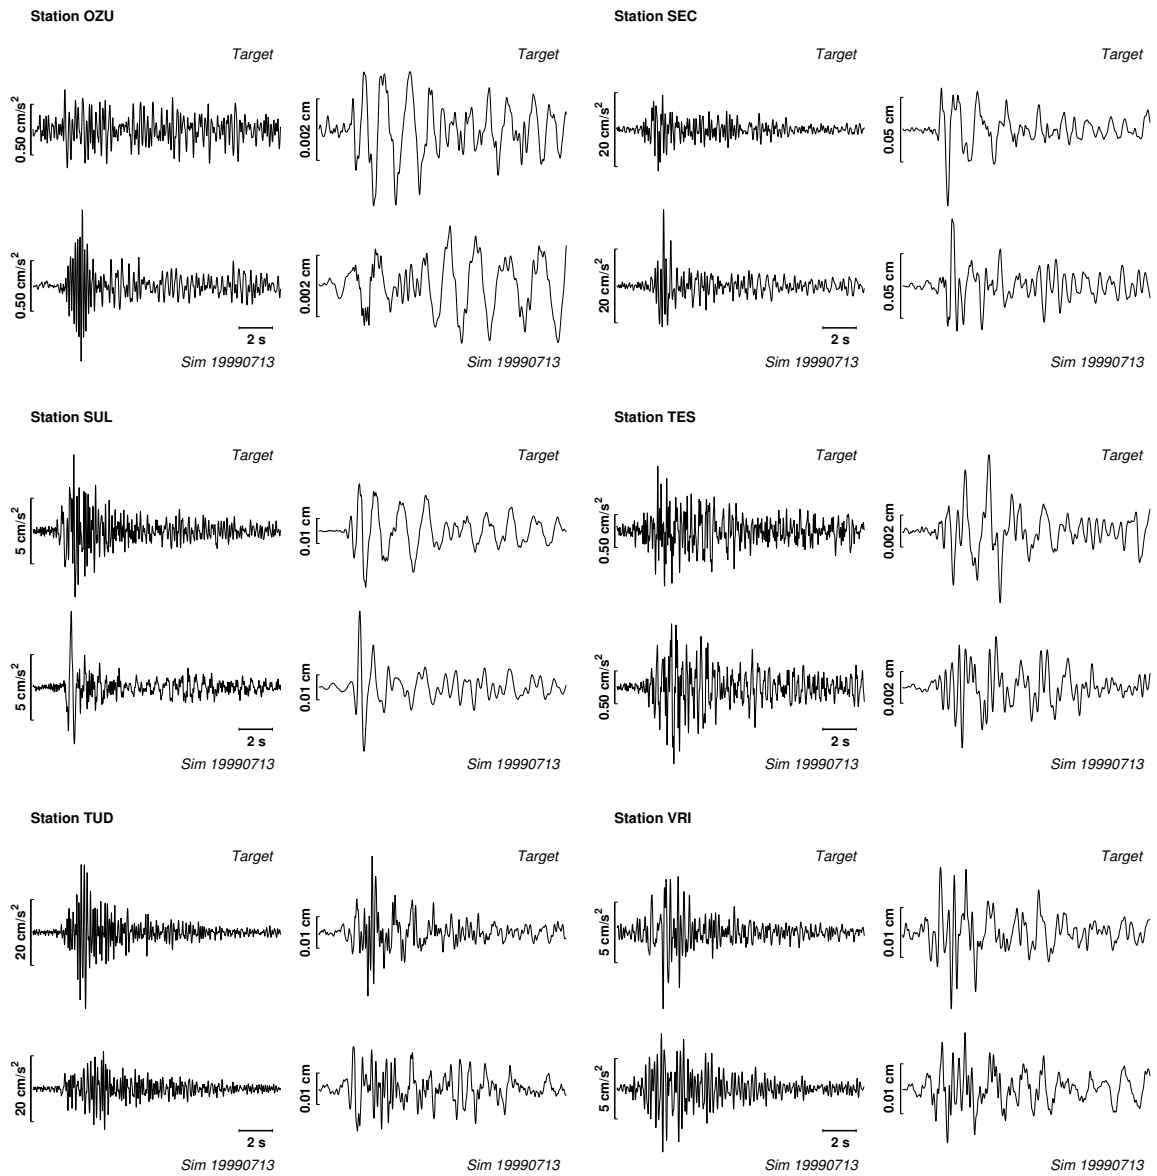 Station OZU
Station SEC
Target
Target
Target
Target
0.50 cm/s²
0.002 cm
20 cm/s²
0.05 cm
0.50 cm/s²
0.002 cm
20 cm/s²
0.05 cm
2 s
2 s
Sim 19990713
Sim 19990713
Sim 19990713
Sim 19990713
Station SUL
Station TES
Target
Target
Target
Target
5 cm/s²
0.01 cm
0.50 cm/s²
0.002 cm
5 cm/s²
0.01 cm
0.50 cm/s²
0.002 cm
2 s
2 s
Sim 19990713
Sim 19990713
Sim 19990713
Sim 19990713
Station TUD
Station VRI
Target
Target
Target
Target
20 cm/s²
0.01 cm
5 cm/s²
0.01 cm
20 cm/s²
0.01 cm
5 cm/s²
0.01 cm
2 s
2 s
Sim 19990713
Sim 19990713
Sim 19990713
Sim 19990713